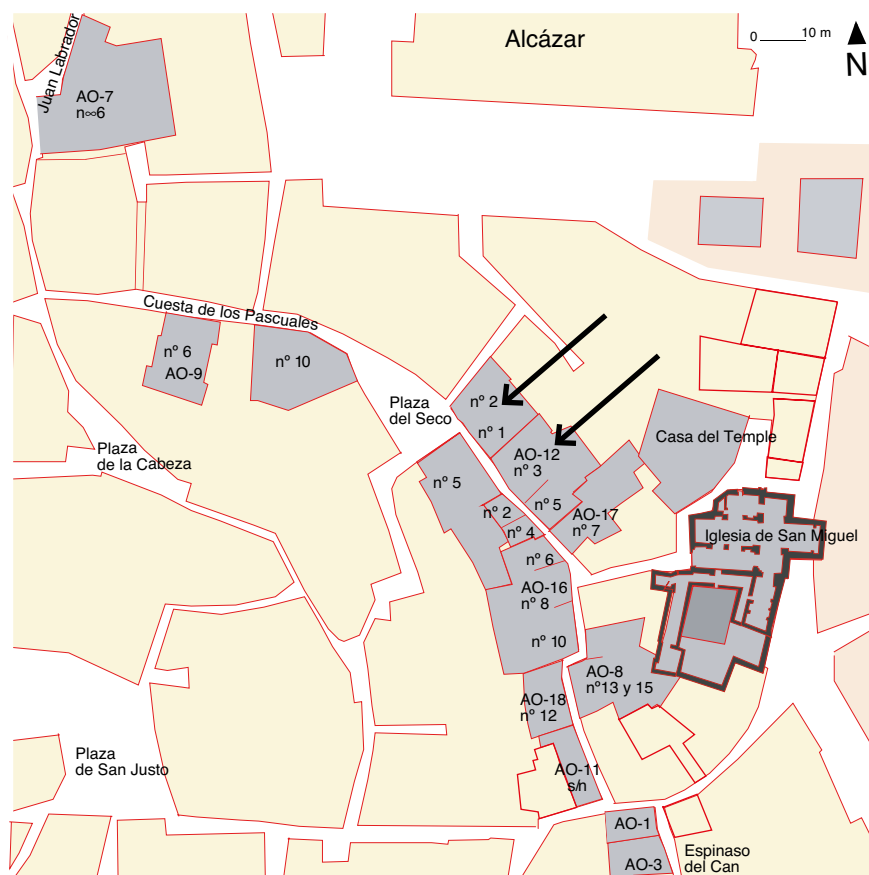 Alcázar
0 10 m
N
Juan Labrador
AO-7
n∞6
Cuesta de los Pascuales
nº 6
AO-9
nº 10
Plaza
del Seco
nº 2
nº 1
AO-12
nº 3
nº 5
AO-17
nº 7
Casa del Temple
Iglesia de San Miguel
Plaza
de la Cabeza
nº 5
nº 2
nº 4
nº 6
AO-16
nº 8
nº 10
AO-8
nº13 y 15
AO-18
nº 12
AO-11
s/n
Plaza
de San Justo
AO-1
AO-3
Espinaso
del Can